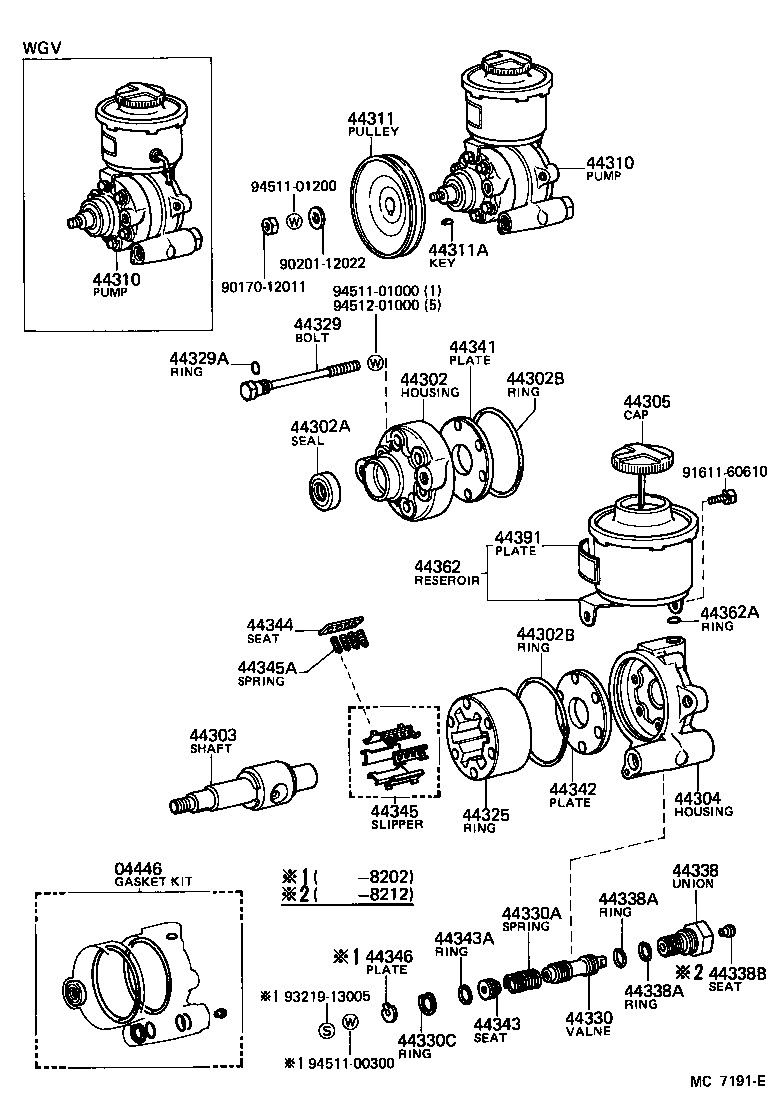 WGV
44311
PULLEY
44310
PUMP
94511-01200
W
90201-12022
90170-12011
44311A
KEY
44310
PUMP
94511-01000 (1)
94512-01000 (5)
44329
BOLT
W
44329A
RING
44341
PLATE
44302
HOUSING
44302B
RING
44305
CAP
44302A
SEAL
91611-60610
44391
PLATE
44362
RESEROIR
44362A
RING
44344
SEAT
44302B
RING
44345A
SPRING
44303
SHAFT
44342
PLATE
44304
HOUSING
44345
SLIPPER
44325
RING
04446
GASKET KIT
※1( -8202)
※2( -8212)
44338
UNION
44338A
RING
44330A
SPRING
44343A
RING
※1 44346
PLATE
※2 44338B
SEAT
44338A
RING
※1 93219-13005
S
W
44330
VALNE
44343
SEAT
44330C
RING
※1 94511-00300
MC 7191-E